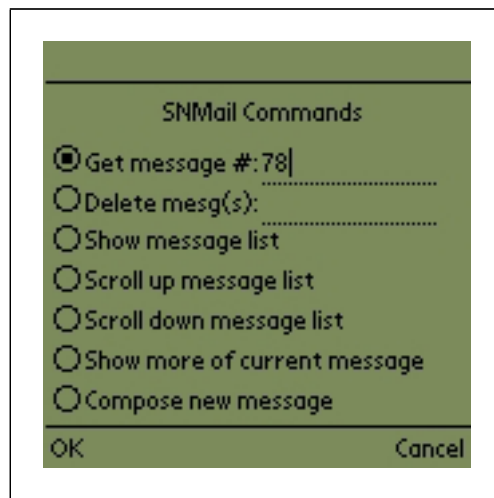 SNMail Commands
Get message #: 78
Delete mesg(s):
Show message list
Scroll up message list
Scroll down message list
Show more of current message
Compose new message
OK Cancel